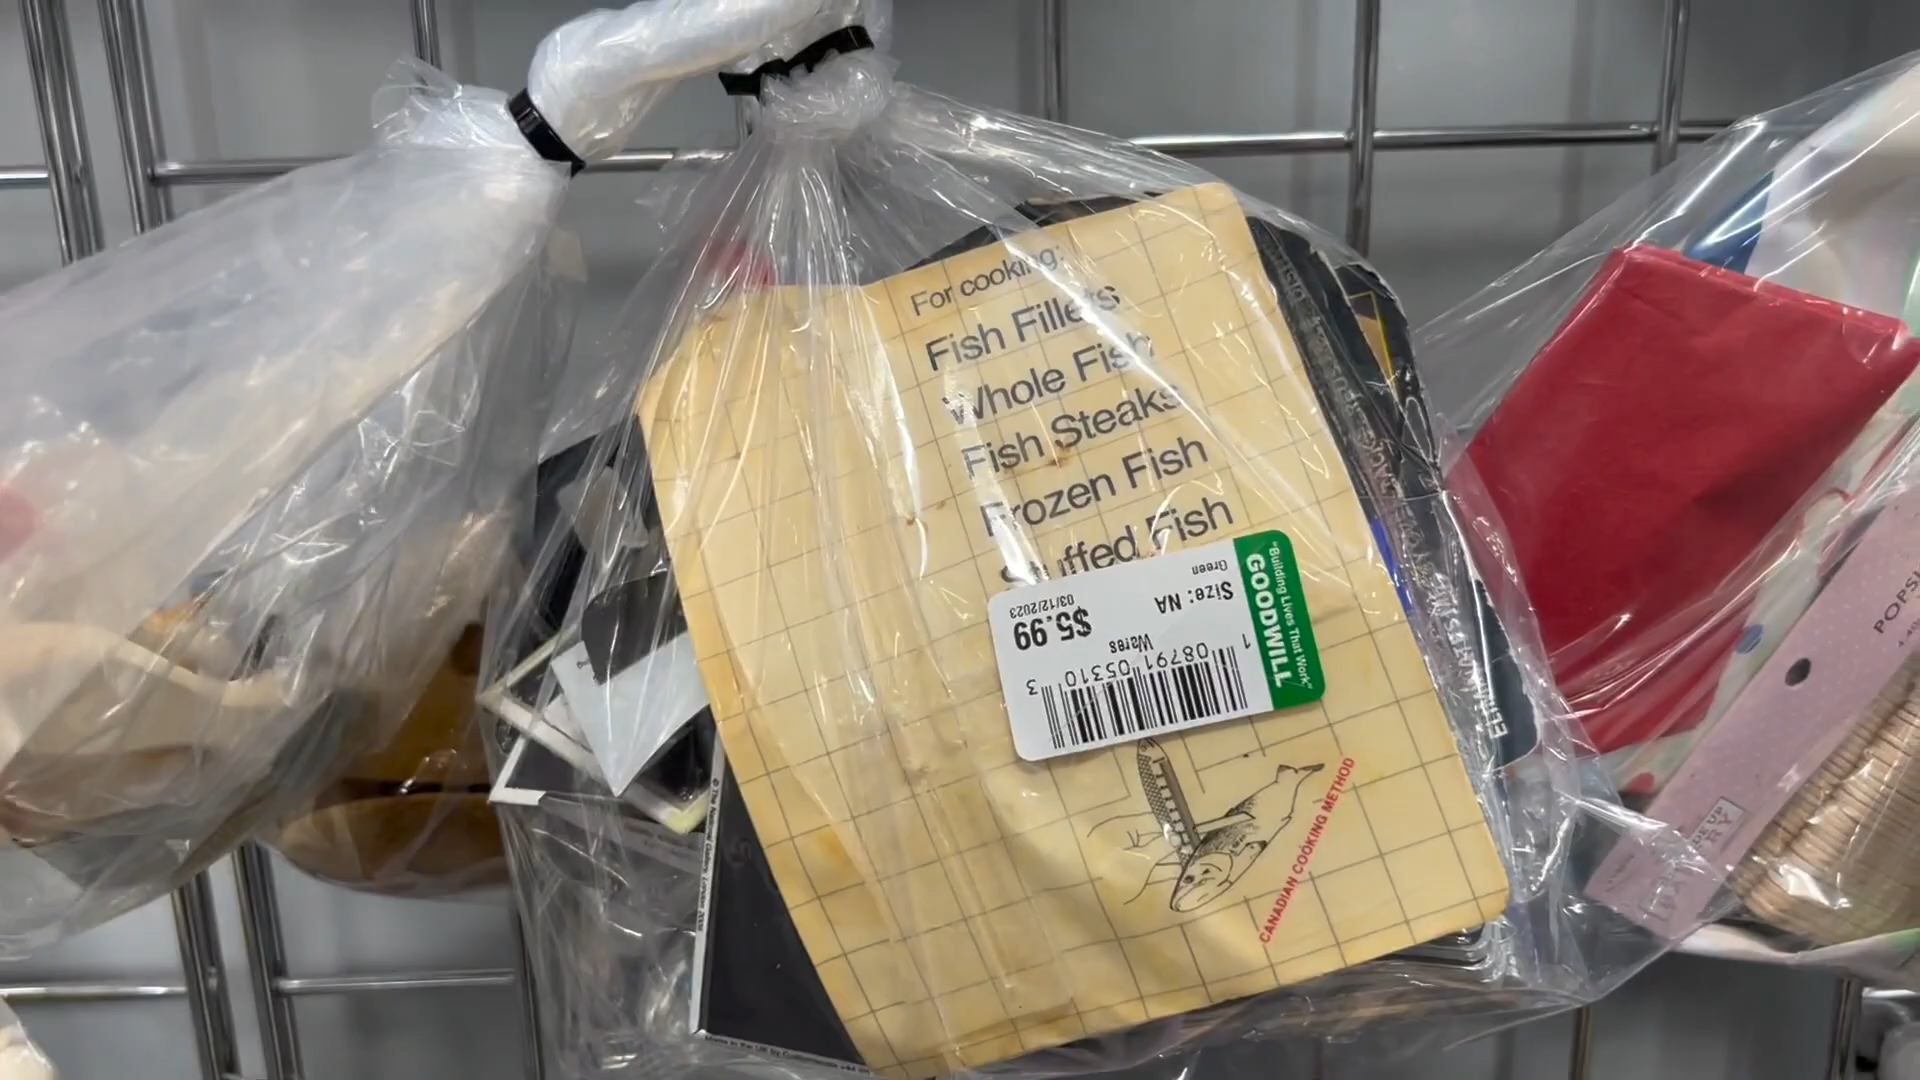 For cooking:
Fish Fillets
Whole Fish
Fish Steaks
Frozen Fish
Stuffed Fish
"Building Lives That Work"
GOODWILL
Green
Size: NA
03/12/2023
$5.99
Wares
1 08791 05310 3
CANADIAN COOKING METHOD
POPSI